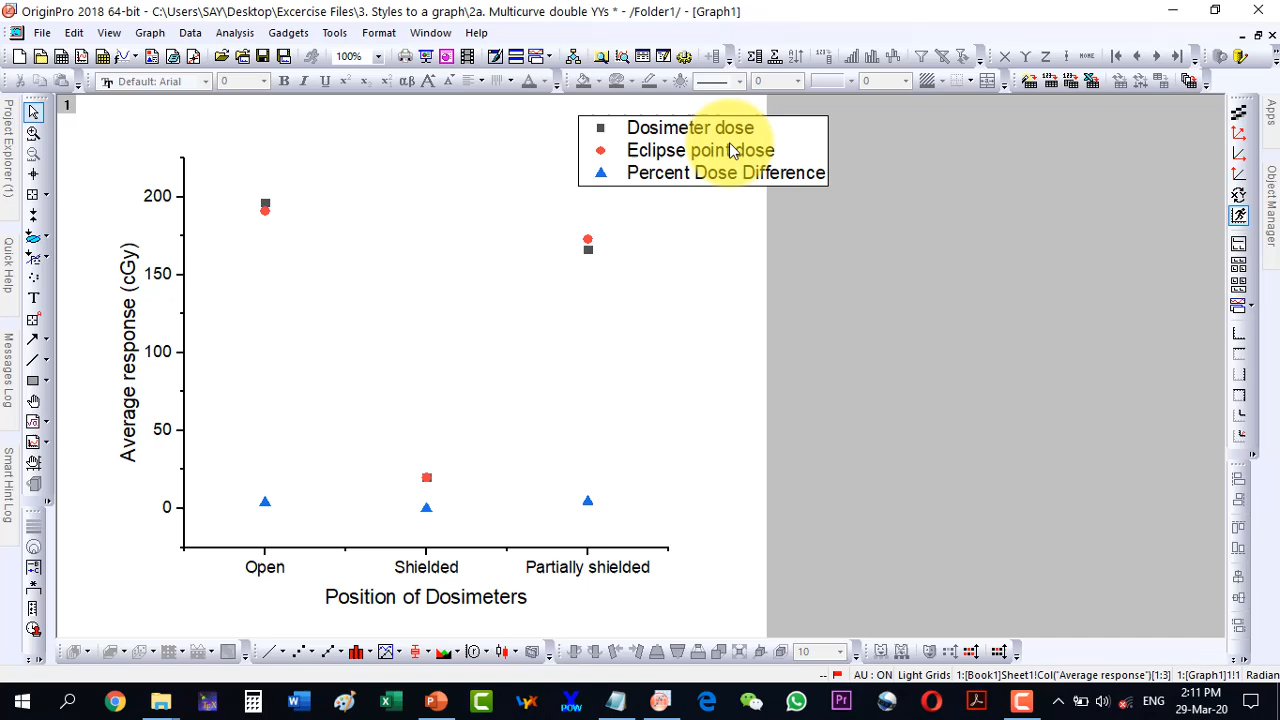 OriginPro 2018 64-bit - C:\Users\SAY\Desktop\Excercise Files\3. Styles to a graph\2a. Multicurve double YYs * - /Folder1/ - [Graph1]
File Edit View Graph Data Analysis Gadgets Tools Format Window Help
100%
Default: Arial 0 B I U x² x₂ αβ A A A 0 0
Project Explorer (1)
Quick Help
Messages Log
Smart Hint Log
Apps
Object Manager
1
Dosimeter dose
Eclipse point dose
Percent Dose Difference
200
150
100
50
0
Average response (cGy)
Open Shielded Partially shielded
Position of Dosimeters
10
-- AU: ON Light Grids 1:[Book1]Sheet1!Col("Average response")[1:3] 1:[Graph1]1!1 Radian
ENG
2:11 PM
29-Mar-20